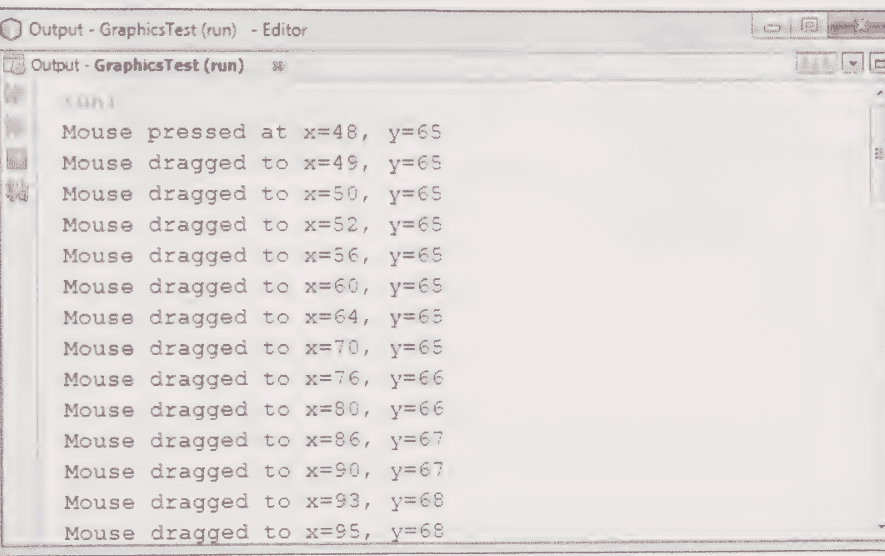 Output - GraphicsTest (run) - Editor
Output - GraphicsTest (run)
Mouse pressed at x=48, y=65
Mouse dragged to x=49, y=65
Mouse dragged to x=50, y=65
Mouse dragged to x=52, y=65
Mouse dragged to x=56, y=65
Mouse dragged to x=60, y=65
Mouse dragged to x=64, y=65
Mouse dragged to x=70, y=65
Mouse dragged to x=76, y=66
Mouse dragged to x=80, y=66
Mouse dragged to x=86, y=67
Mouse dragged to x=90, y=67
Mouse dragged to x=93, y=68
Mouse dragged to x=95, y=68